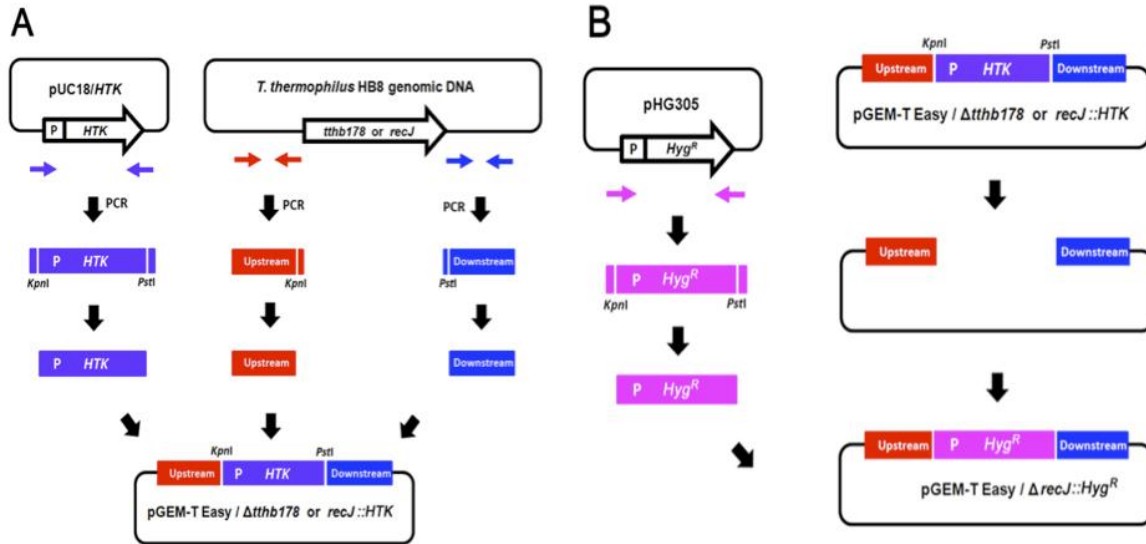 A
pUC18/HTK
P HTK
T. thermophilus HB8 genomic DNA
tthb178 or recJ
PCR
PCR
PCR
P HTK
KpnI
PstI
Upstream
KpnI
Downstream
PstI
P HTK
Upstream
Downstream
KpnI
PstI
Upstream
P HTK
Downstream
pGEM-T Easy / Δtthb178 or recJ::HTK
B
pHG305
P HygR
P HygR
KpnI
PstI
P HygR
KpnI
PstI
Upstream
P HTK
Downstream
pGEM-T Easy / Δtthb178 or recJ::HTK
Upstream
Downstream
Upstream
P HygR
Downstream
pGEM-T Easy / ΔrecJ::HygR